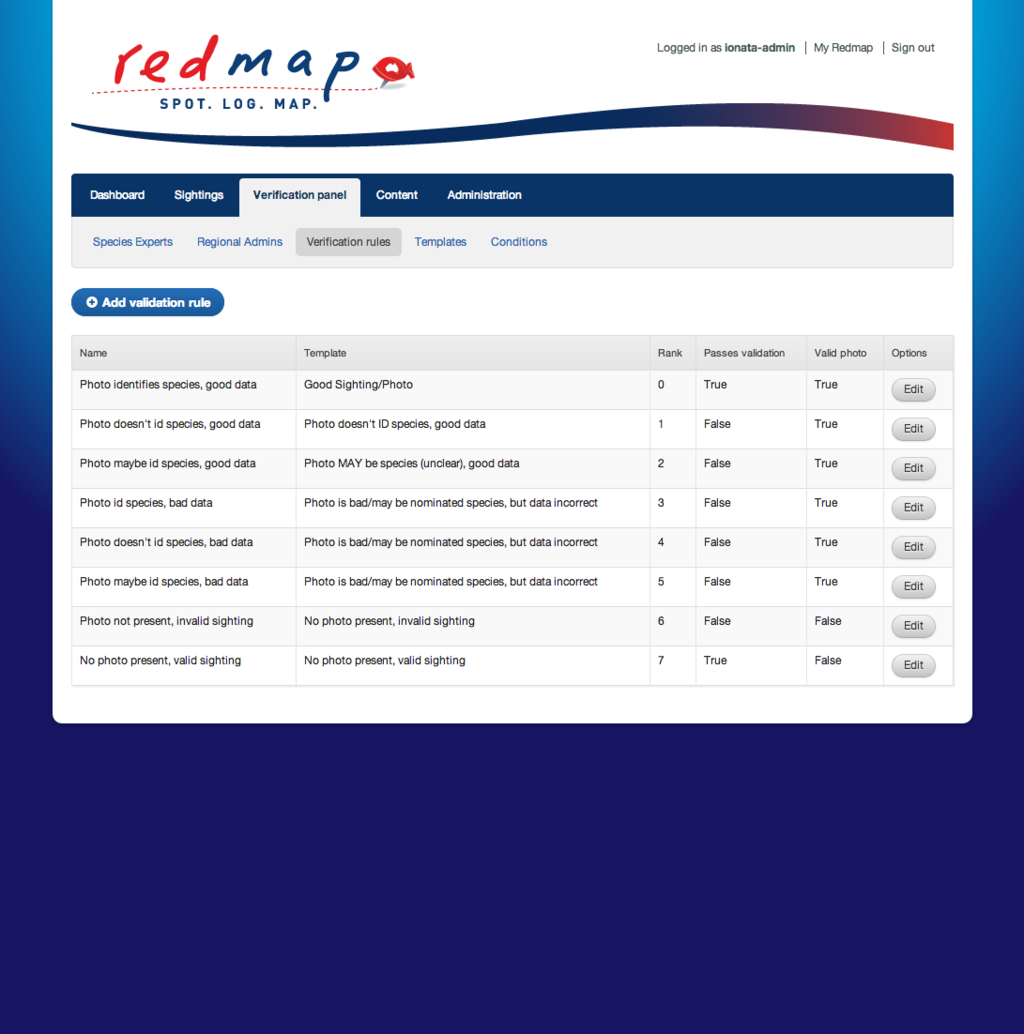 redmap
SPOT. LOG. MAP.
Logged in as ionata-admin | My Redmap | Sign out
Dashboard Sightings Verification panel Content Administration
Species Experts Regional Admins Verification rules Templates Conditions
Add validation rule
Name Template Rank Passes validation Valid photo Options
Photo identifies species, good data Good Sighting/Photo 0 True True Edit
Photo doesn't id species, good data Photo doesn't ID species, good data 1 False True Edit
Photo maybe id species, good data Photo MAY be species (unclear), good data 2 False True Edit
Photo id species, bad data Photo is bad/may be nominated species, but data incorrect 3 False True Edit
Photo doesn't id species, bad data Photo is bad/may be nominated species, but data incorrect 4 False True Edit
Photo maybe id species, bad data Photo is bad/may be nominated species, but data incorrect 5 False True Edit
Photo not present, invalid sighting No photo present, invalid sighting 6 False False Edit
No photo present, valid sighting No photo present, valid sighting 7 True False Edit